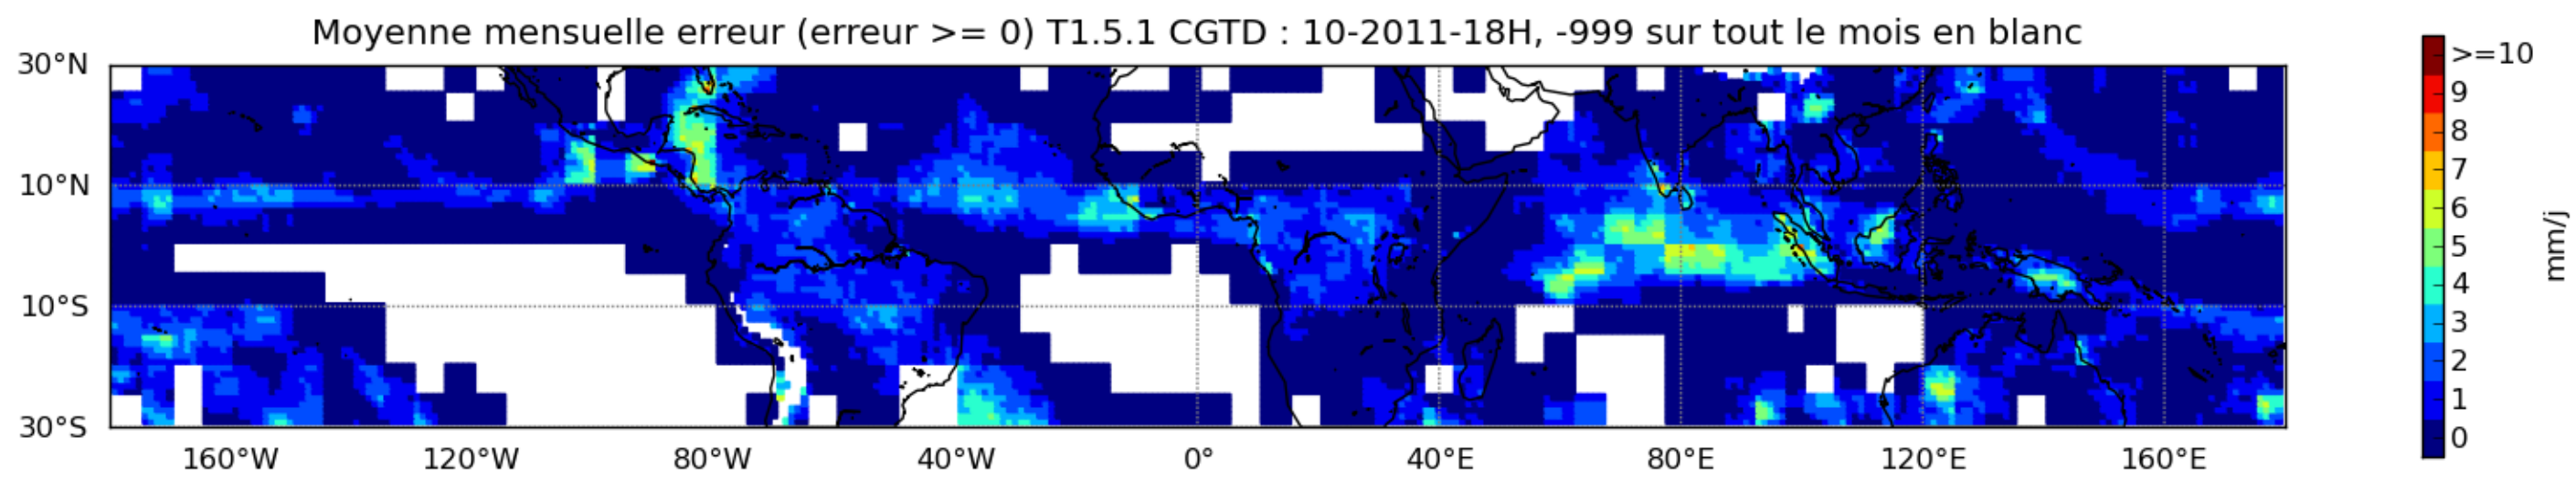 Moyenne mensuelle erreur (erreur >= 0) T1.5.1 CGTD : 10-2011-18H, -999 sur tout le mois en blanc
30°N
10°N
10°S
30°S
160°W 120°W 80°W 40°W 0° 40°E 80°E 120°E 160°E
>=10
9
8
7
6
5
4
3
2
1
0
mm/j